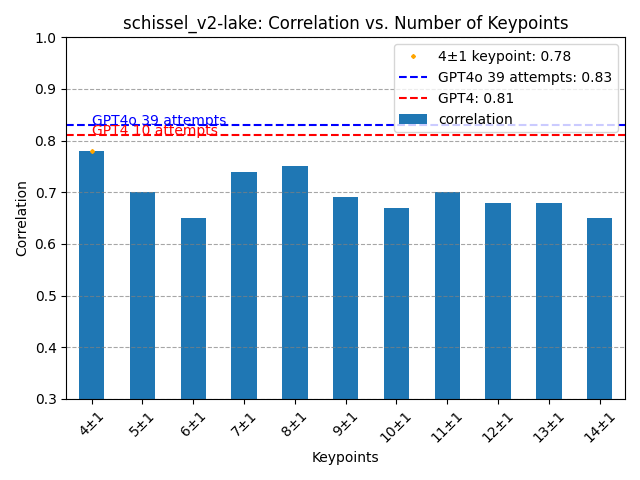 schissel_v2-lake: Correlation vs. Number of Keypoints
1.0
0.9
0.8
0.7
0.6
0.5
0.4
0.3
Correlation
4±1 keypoint: 0.78
GPT4o 39 attempts: 0.83
GPT4: 0.81
correlation
GPT4o 39 attempts
GPT4 10 attempts
4±1
5±1
6±1
7±1
8±1
9±1
10±1
11±1
12±1
13±1
14±1
Keypoints